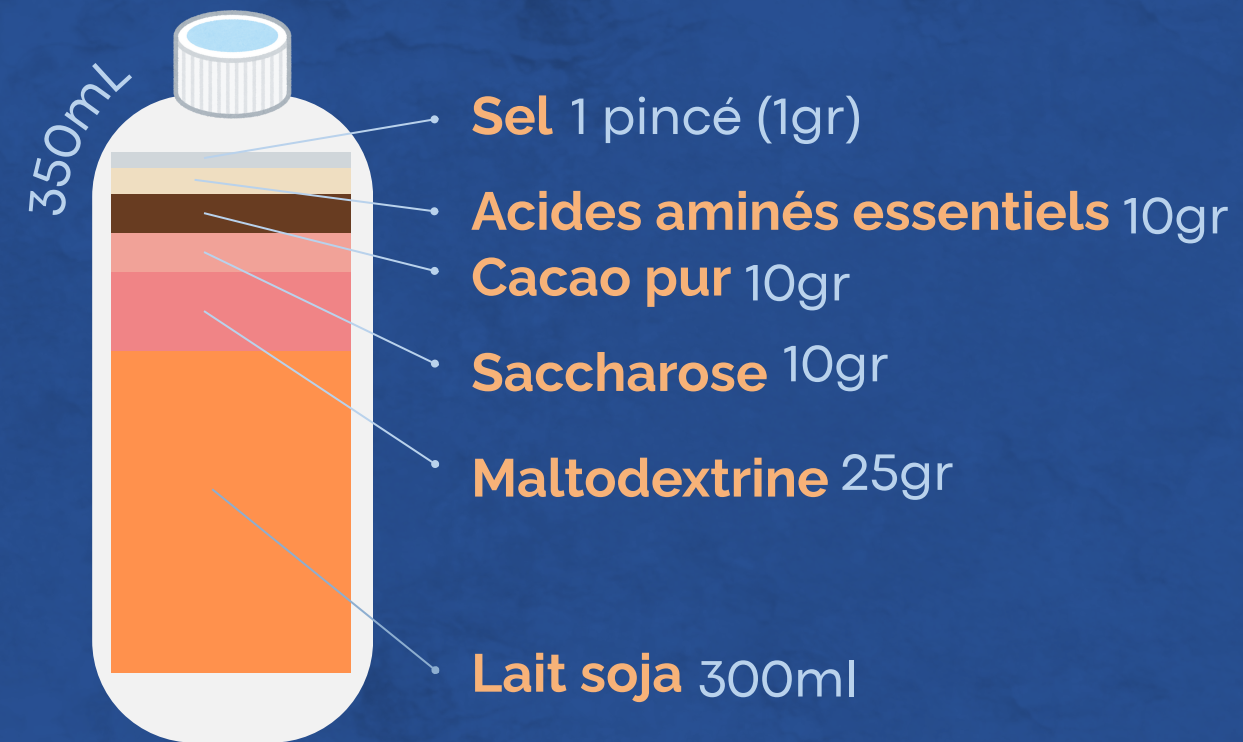 350mL
Sel 1 pincé (1gr)
Acides aminés essentiels 10gr
Cacao pur 10gr
Saccharose 10gr
Maltodextrine 25gr
Lait soja 300ml